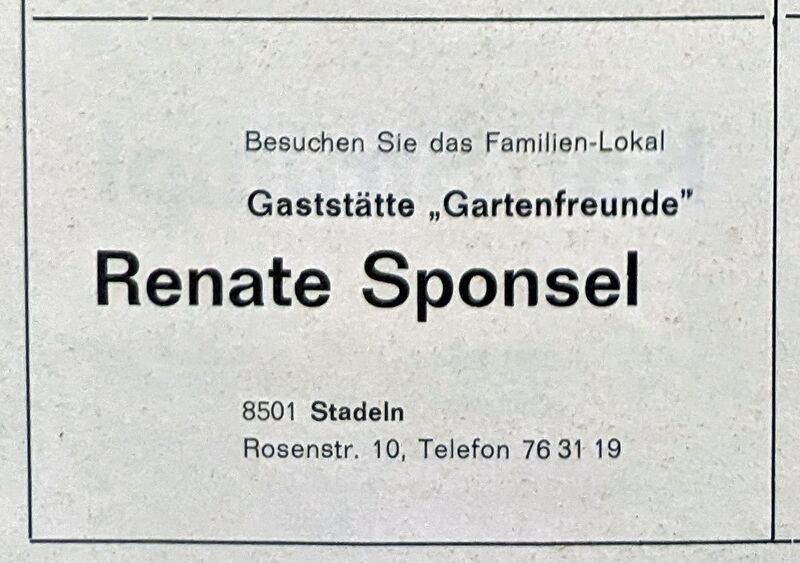 Besuchen Sie das Familien-Lokal
Gaststätte „Gartenfreunde”
Renate Sponsel
8501 Stadeln
Rosenstr. 10, Telefon 76 31 19